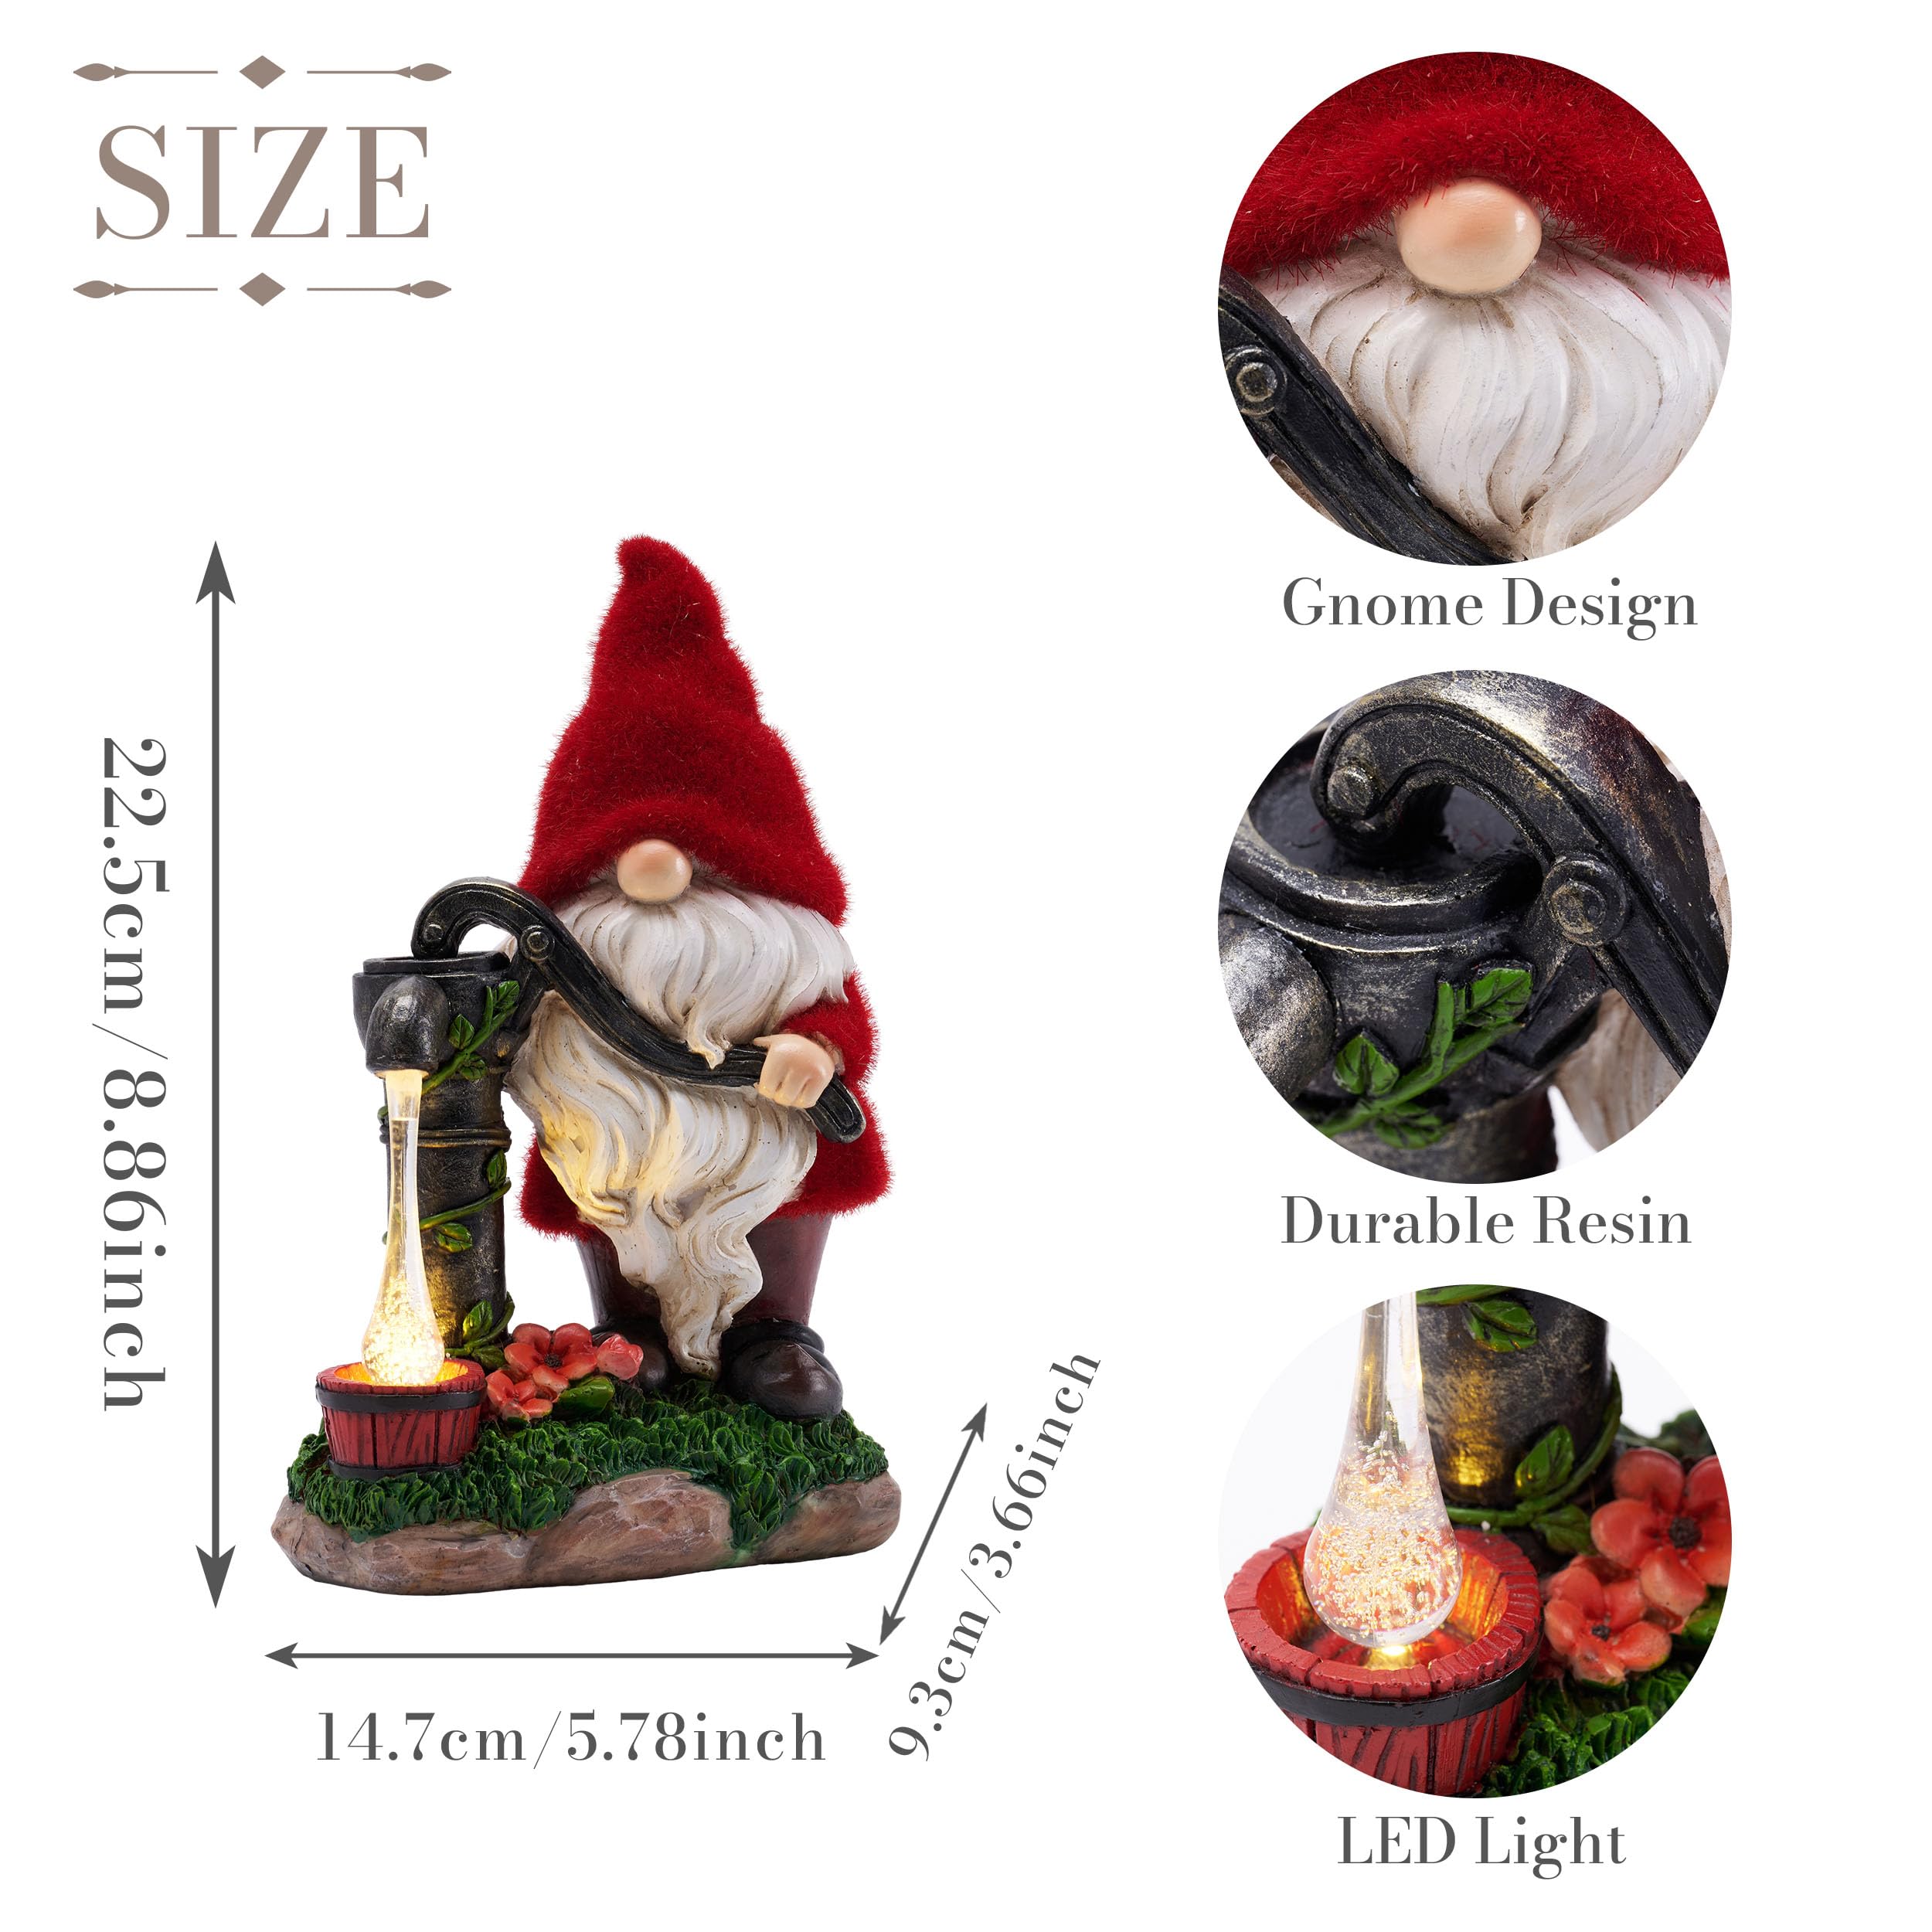 SIZE
22.5cm/8.86inch
14.7cm/5.78inch
9.3cm/3.66inch
Gnome Design
Durable Resin
LED Light